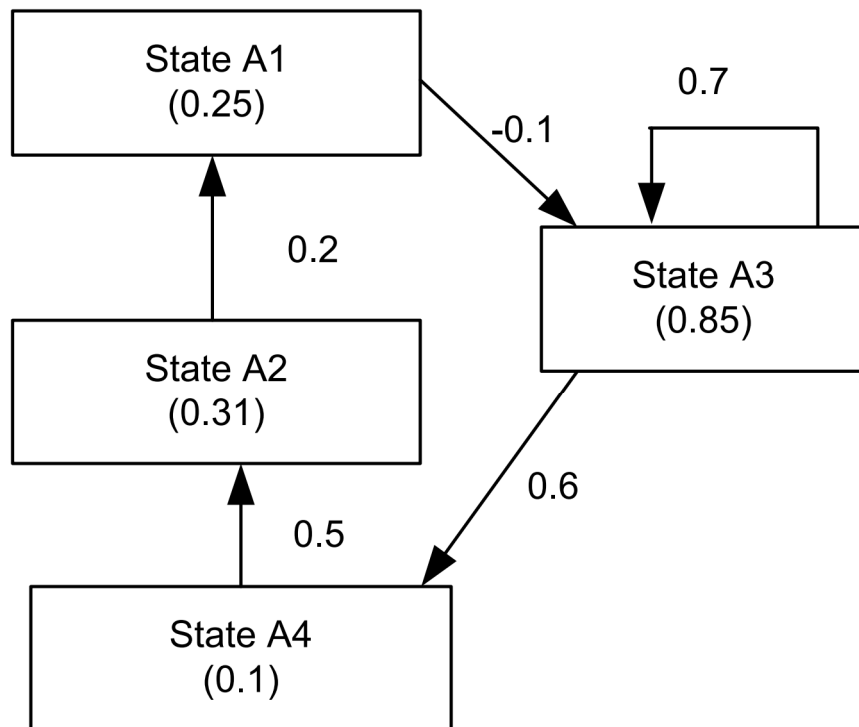 State A1
(0.25)
0.7
-0.1
0.2
State A3
(0.85)
State A2
(0.31)
0.6
0.5
State A4
(0.1)